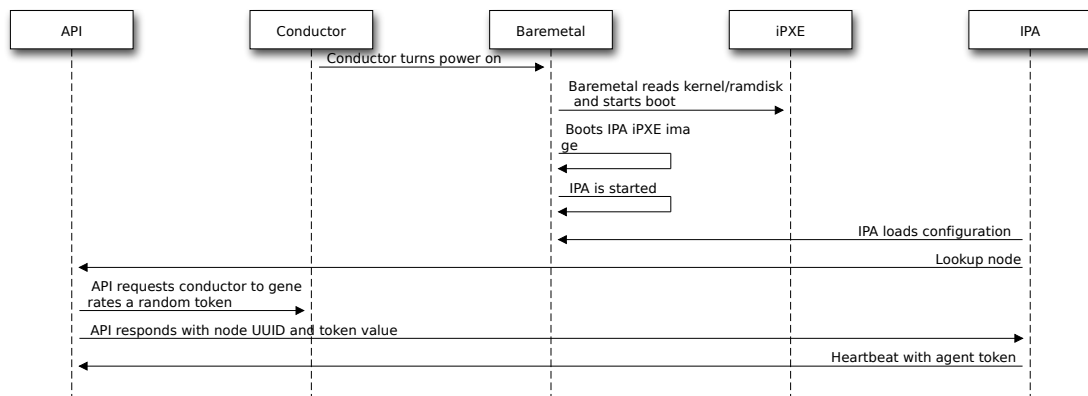 API
Conductor
Baremetal
iPXE
IPA
Conductor turns power on
Baremetal reads kernel/ramdisk
and starts boot
Boots IPA iPXE ima
ge
IPA is started
IPA loads configuration
Lookup node
API requests conductor to gene
rates a random token
API responds with node UUID and token value
Heartbeat with agent token